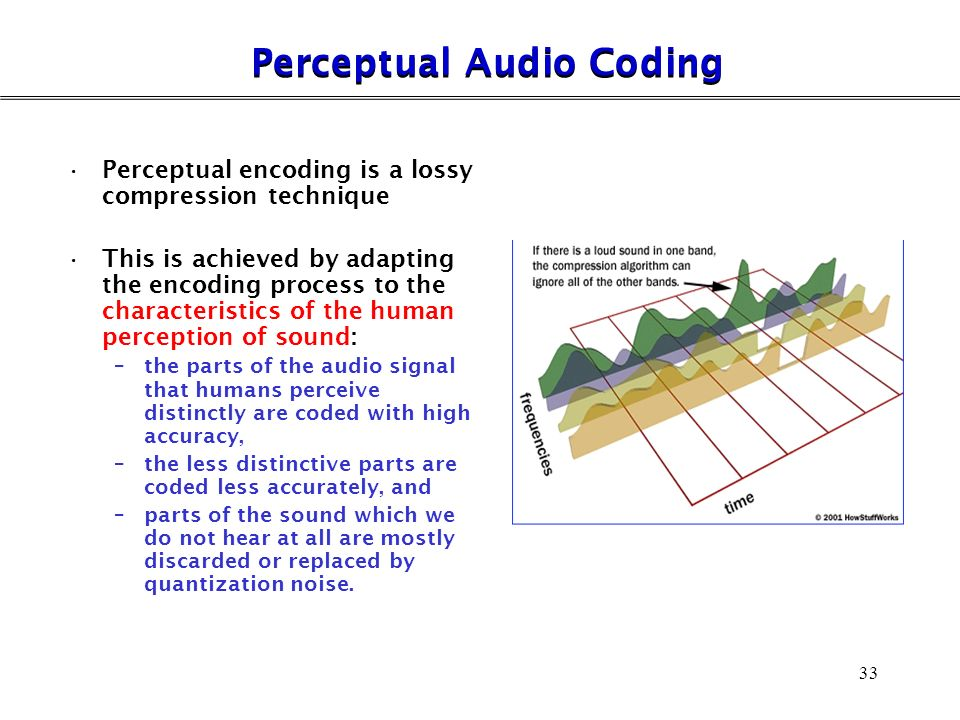 Perceptual Audio Coding
• Perceptual encoding is a lossy
compression technique
• This is achieved by adapting
the encoding process to the
characteristics of the human
perception of sound:
– the parts of the audio signal
that humans perceive
distinctly are coded with high
accuracy,
– the less distinctive parts are
coded less accurately, and
– parts of the sound which we
do not hear at all are mostly
discarded or replaced by
quantization noise.
If there is a loud sound in one band,
the compression algorithm can
ignore all of the other bands.
frequencies
time
© 2001 HowStuffWorks
33